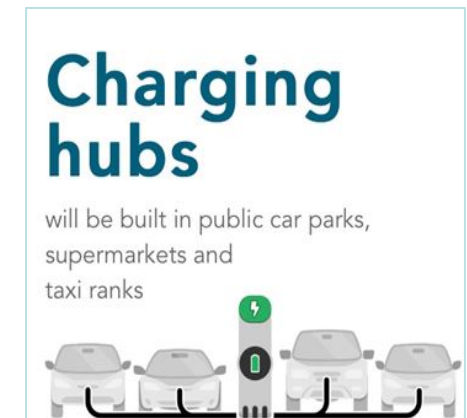 Charging
hubs
will be built in public car parks,
supermarkets and
taxi ranks